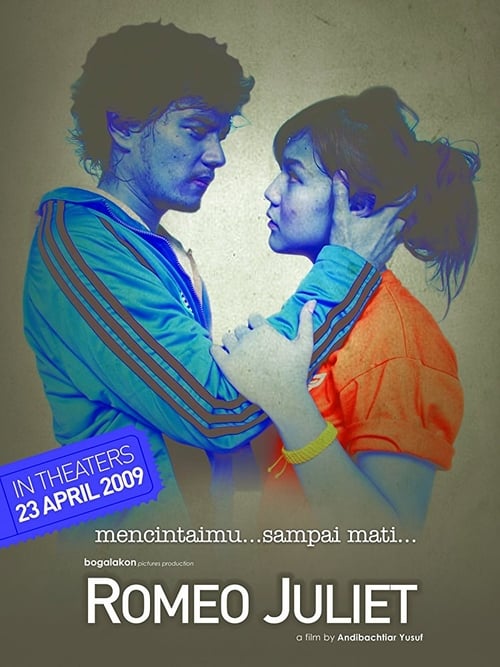 IN THEATERS
23 APRIL 2009
mencintaimu...sampai mati...
bogalakon pictures production
ROMEO JULIET
a film by Andibachtiar Yusuf